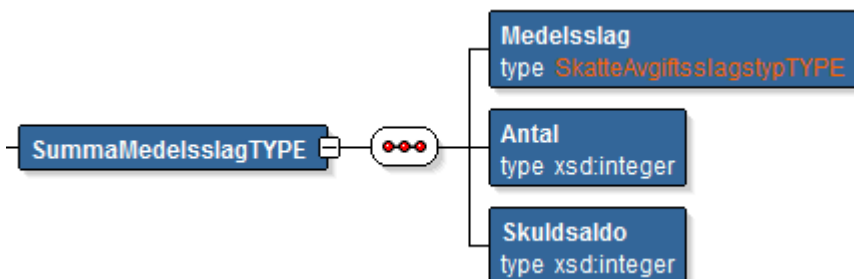 Medelsslag
type SkatteAvgiftsslagstypTYPE
SummaMedelsslagTYPE
Antal
type xsd:integer
Skuldsaldo
type xsd:integer